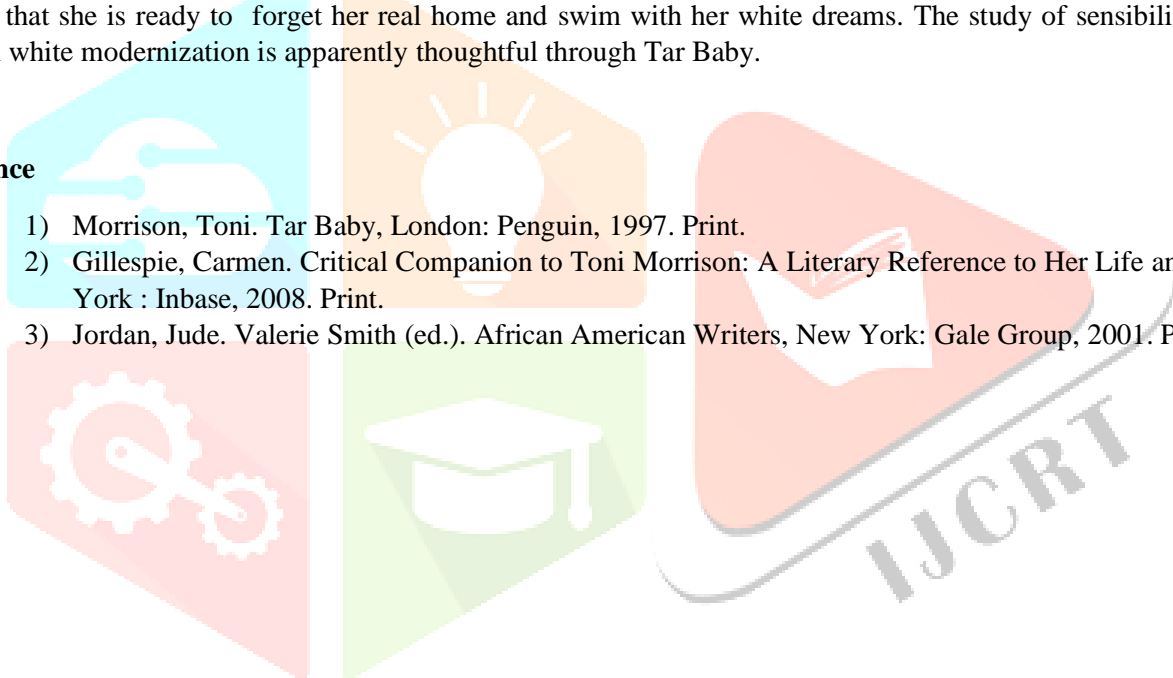 that she is ready to forget her real home and swim with her white dreams. The study of sensibili
white modernization is apparently thoughtful through Tar Baby.
nce
1) Morrison, Toni. Tar Baby, London: Penguin, 1997. Print.
2) Gillespie, Carmen. Critical Companion to Toni Morrison: A Literary Reference to Her Life an
York : Inbase, 2008. Print.
3) Jordan, Jude. Valerie Smith (ed.). African American Writers, New York: Gale Group, 2001. P
IJCRT